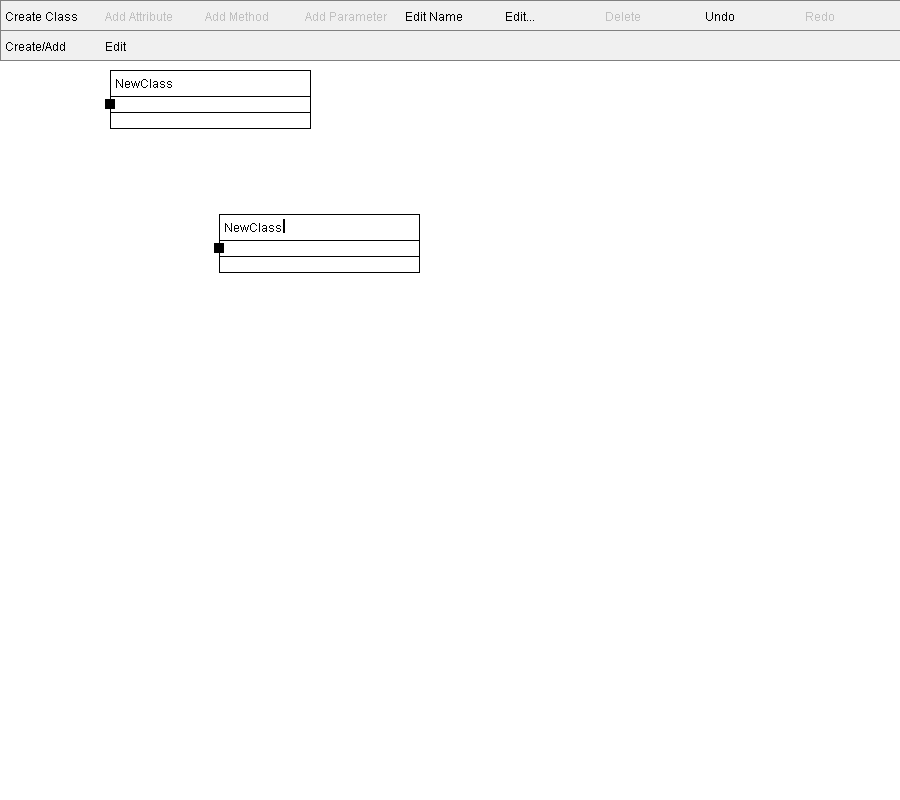 Create Class Add Attribute Add Method Add Parameter Edit Name Edit... Delete Undo Redo
Create/Add Edit
NewClass
NewClass